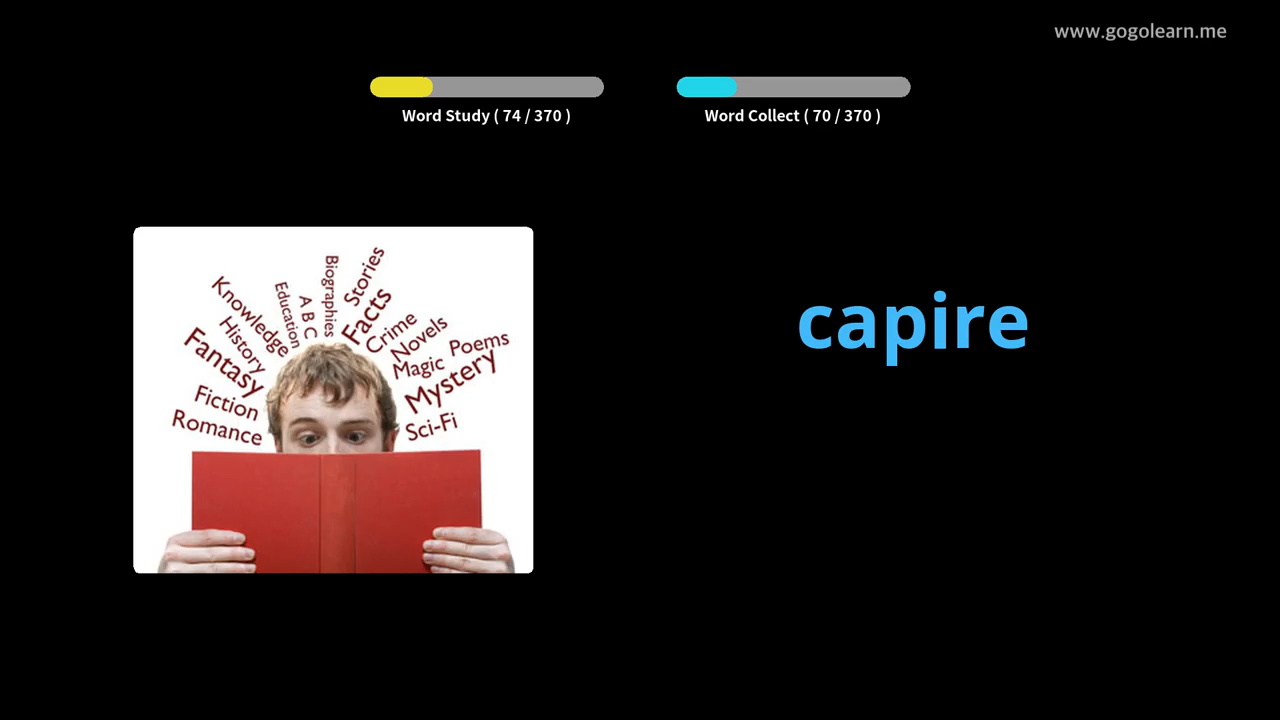 www.gogolearn.me
Word Study ( 74 / 370 )
Word Collect ( 70 / 370 )
Biographies
Stories
Education
A B C
Facts
Knowledge
History
Crime
Novels
Poems
Fantasy
Magic
Mystery
Fiction
Romance
Sci-Fi
capire